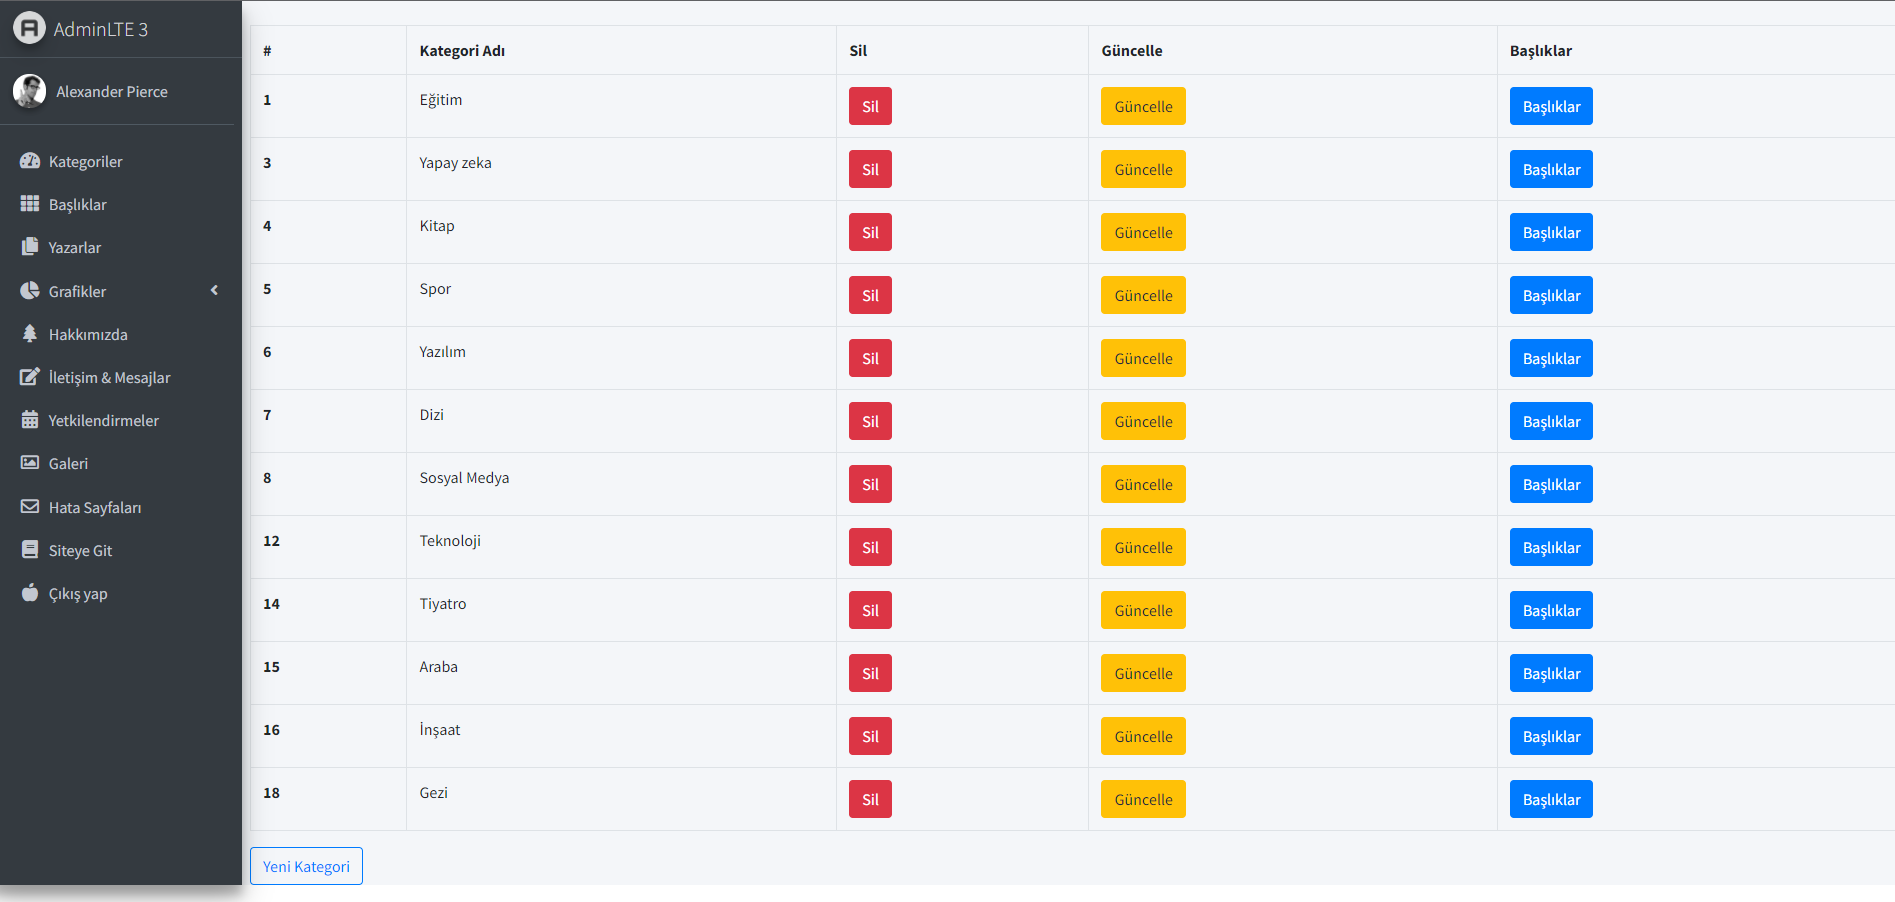 AdminLTE 3
Alexander Pierce
Kategoriler
Başlıklar
Yazarlar
Grafikler
Hakkımızda
İletişim & Mesajlar
Yetkilendirmeler
Galeri
Hata Sayfaları
Siteye Git
Çıkış yap
# Kategori Adı Sil Güncelle Başlıklar
1 Eğitim Sil Güncelle Başlıklar
3 Yapay zeka Sil Güncelle Başlıklar
4 Kitap Sil Güncelle Başlıklar
5 Spor Sil Güncelle Başlıklar
6 Yazılım Sil Güncelle Başlıklar
7 Dizi Sil Güncelle Başlıklar
8 Sosyal Medya Sil Güncelle Başlıklar
12 Teknoloji Sil Güncelle Başlıklar
14 Tiyatro Sil Güncelle Başlıklar
15 Araba Sil Güncelle Başlıklar
16 İnşaat Sil Güncelle Başlıklar
18 Gezi Sil Güncelle Başlıklar
Yeni Kategori